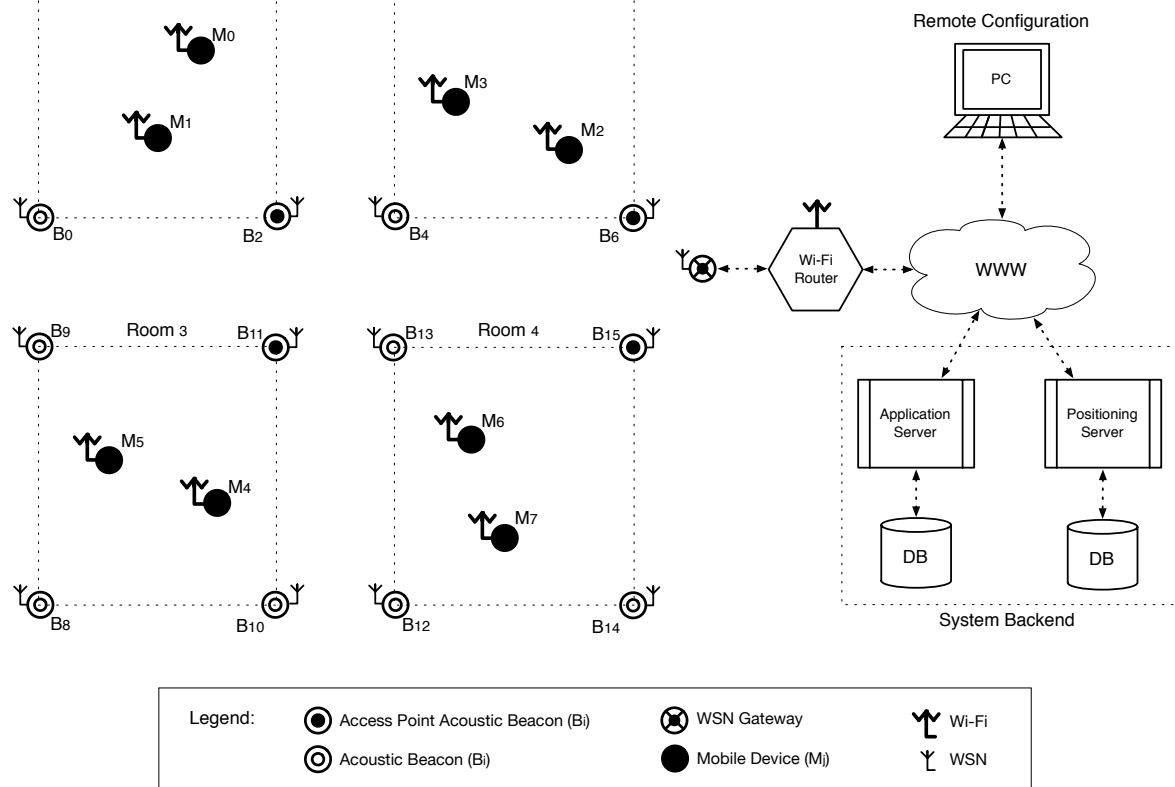 Remote Configuration
PC
M0
M1
M3
M2
B0
B2
B4
B6
Wi-Fi
Router
WWW
B9
Room 3
B11
B13
Room 4
B15
M5
M4
M6
M7
B8
B10
B12
B14
Application
Server
Positioning
Server
DB
DB
System Backend
Legend:
Access Point Acoustic Beacon (Bi)
WSN Gateway
Wi-Fi
Acoustic Beacon (Bi)
Mobile Device (Mj)
WSN